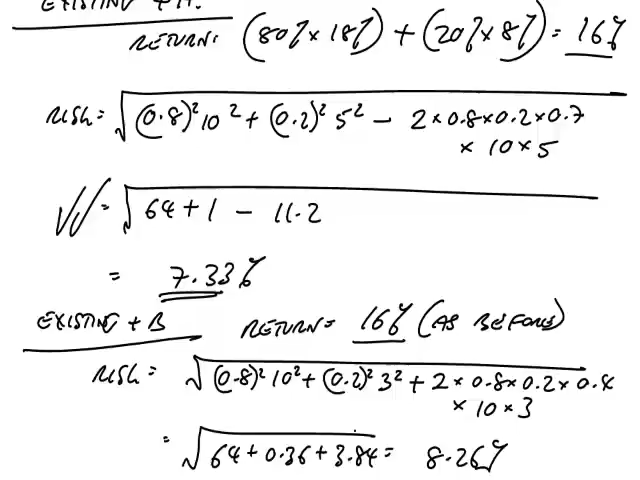 EXISTING + A.
RETURN: (80% × 18%) + (20% × 8%) = 16%
RISK = √(0.8)² 10² + (0.2)² 5² − 2 × 0.8 × 0.2 × 0.7
× 10 × 5
= √64 + 1 − 11.2
= 7.33%
EXISTING + B RETURN = 16% (AS BEFORE)
RISK = √(0.8)² 10² + (0.2)² 3² + 2 × 0.8 × 0.2 × 0.4
× 10 × 3
= √64 + 0.36 + 3.84 = 8.26%